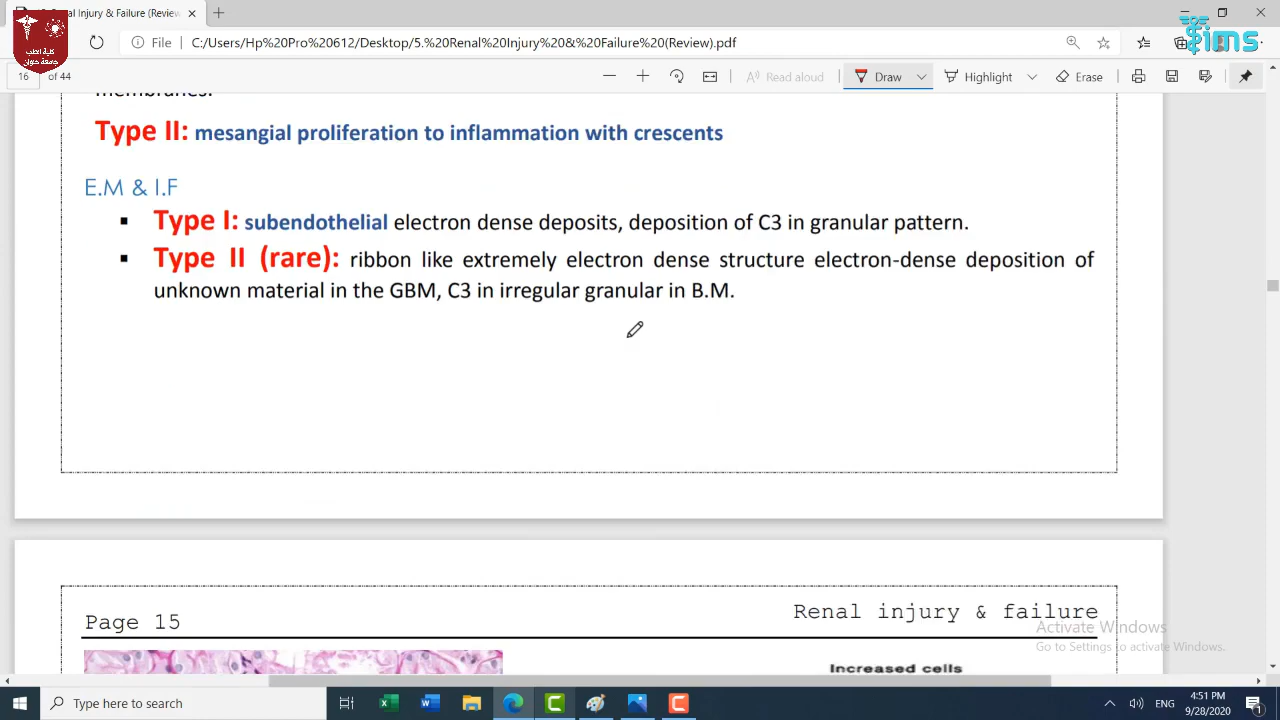 al Injury & Failure (Review
File
C:/Users/Hp%20Pro%20612/Desktop/5.%20Renal%20Injury%20&%20Failure%20(Review).pdf
sims
16 of 44
Read aloud
Draw
Highlight
Erase
membranes.
Type II: mesangial proliferation to inflammation with crescents
E.M & I.F
▪ Type I: subendothelial electron dense deposits, deposition of C3 in granular pattern.
▪ Type II (rare): ribbon like extremely electron dense structure electron-dense deposition of
unknown material in the GBM, C3 in irregular granular in B.M.
Page 15
Renal injury & failure
Increased cells
Activate Windows
Go to Settings to activate Windows.
Type here to search
ENG
4:51 PM
9/28/2020